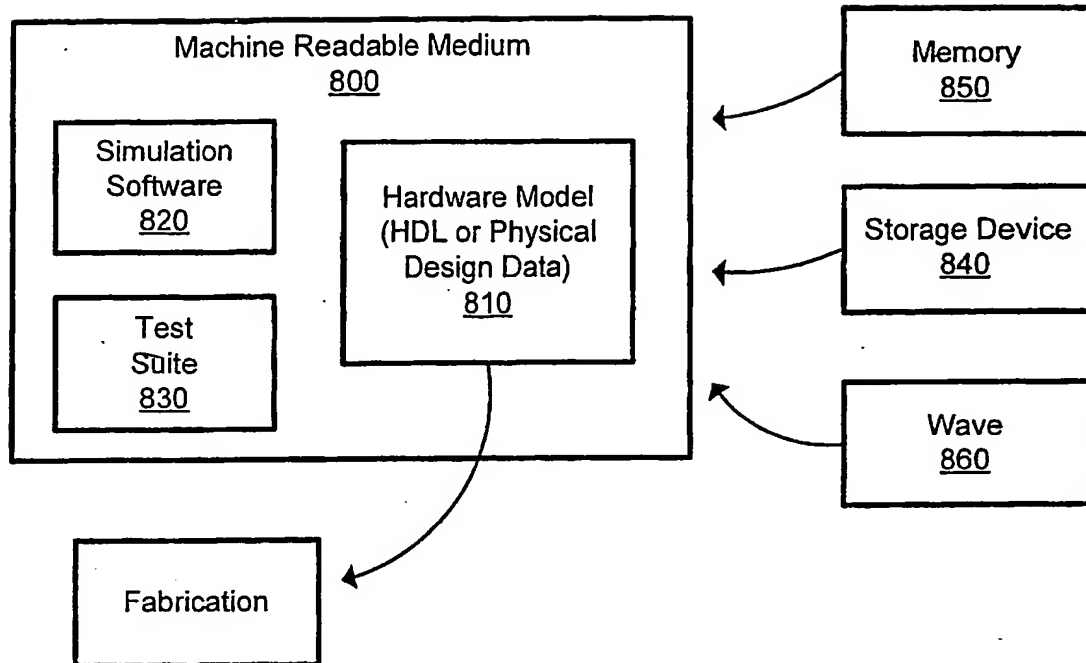 Machine Readable Medium
800
Simulation
Software
820
Test
Suite
830
Hardware Model
(HDL or Physical
Design Data)
810
Memory
850
Storage Device
840
Wave
860
Fabrication